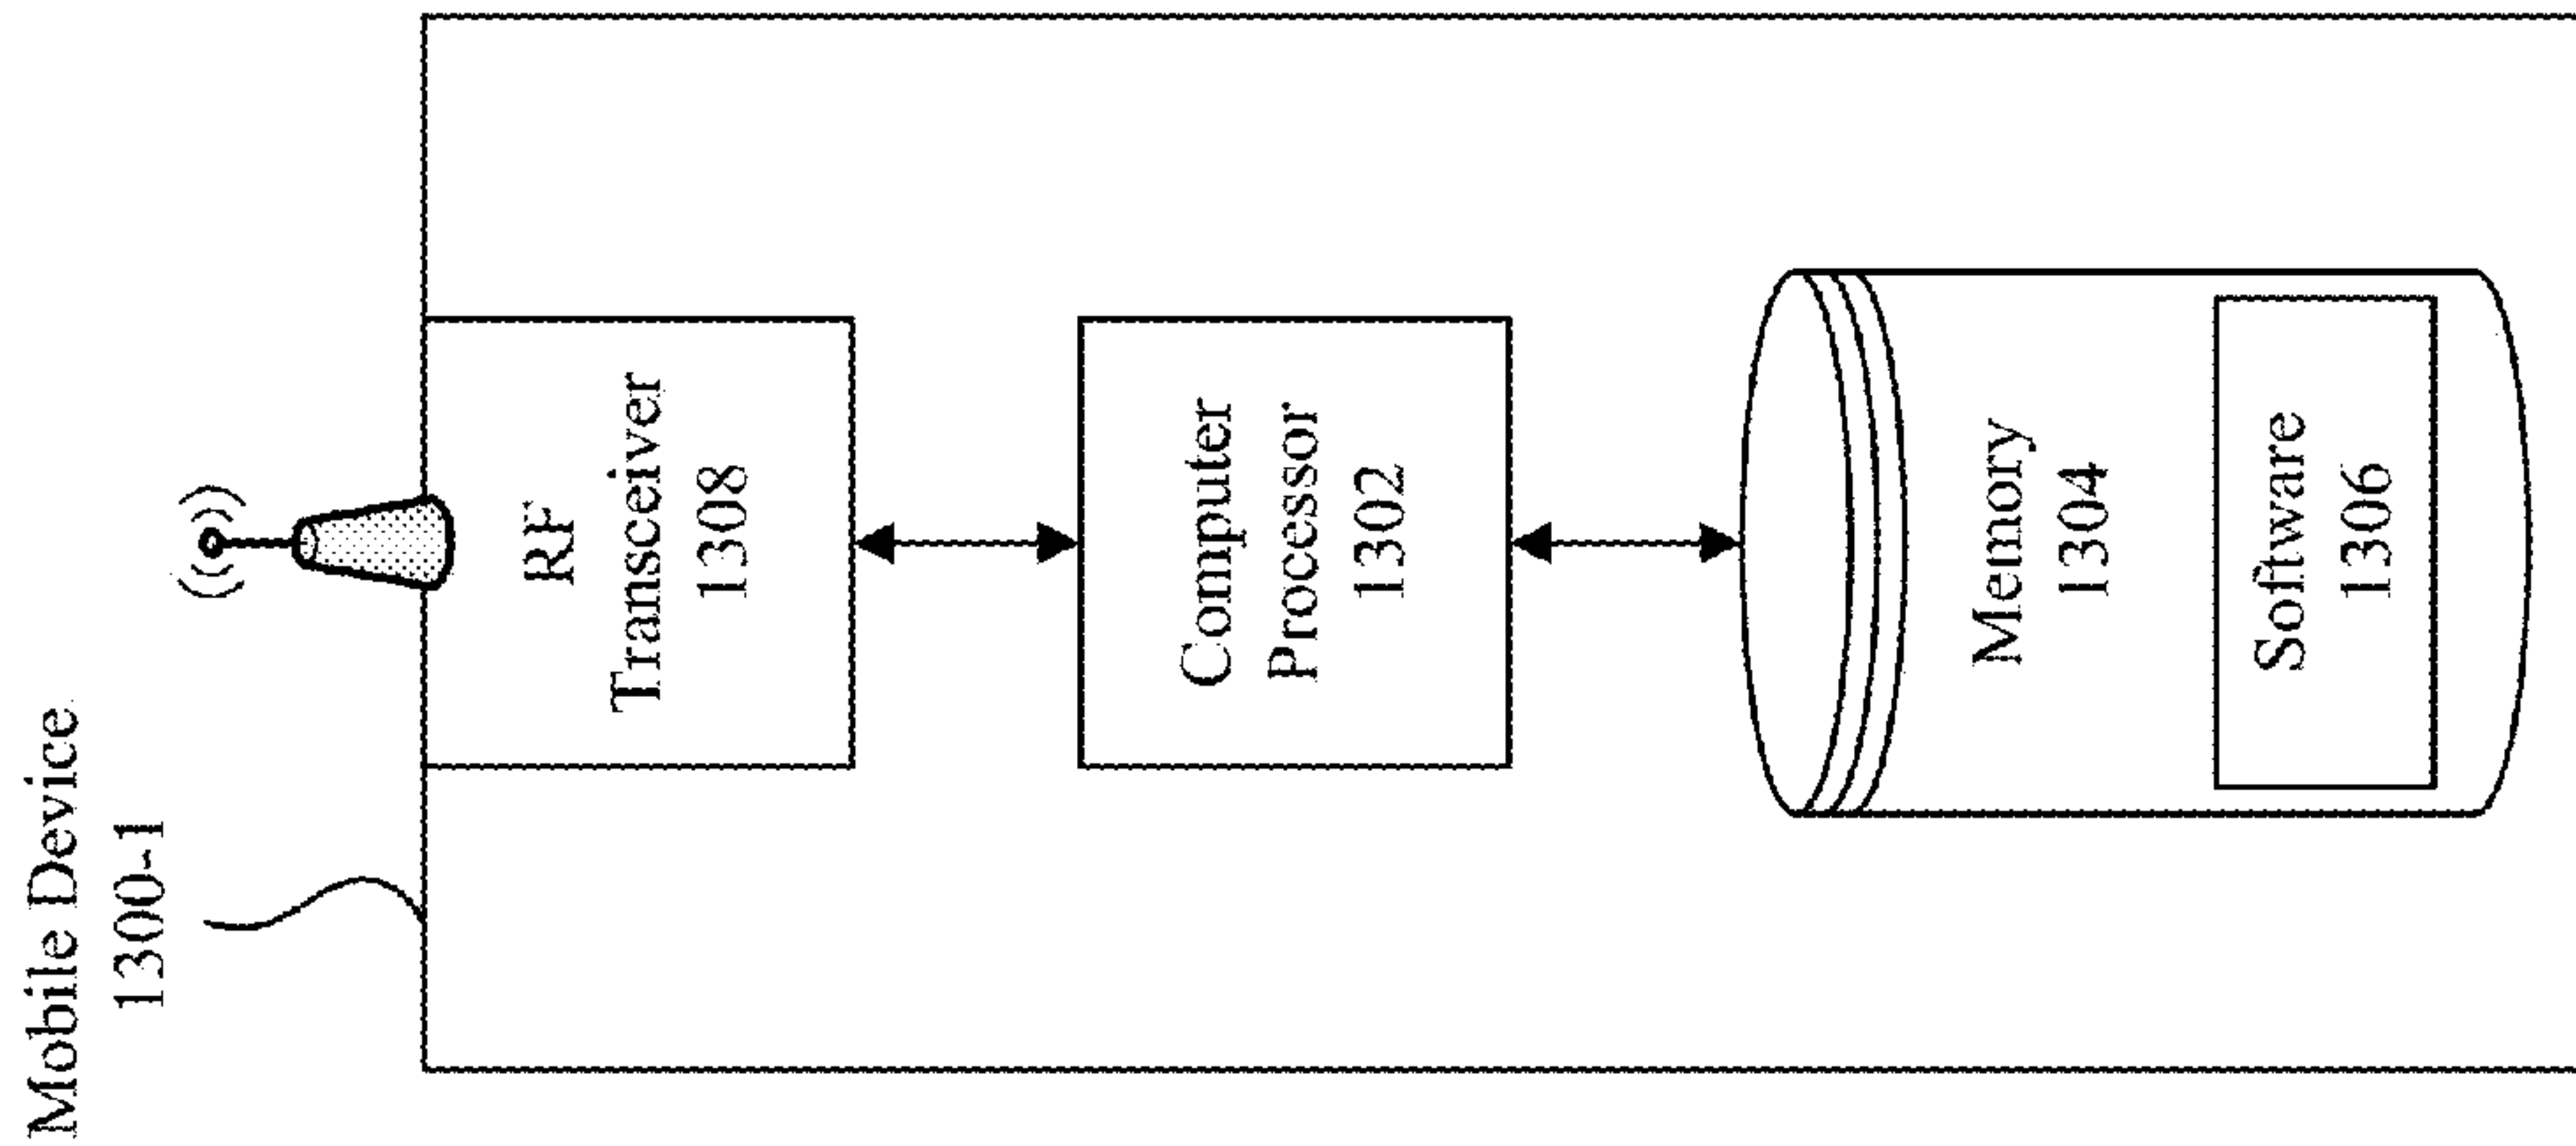 Mobile Device
1300-1
RF
Transceiver
1308
Computer
Processor
1302
Memory
1304
Software
1306